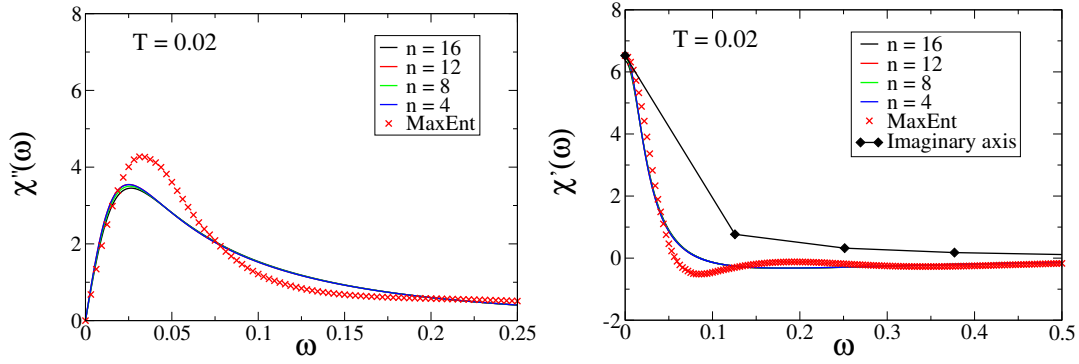 T = 0.02
n = 16
n = 12
n = 8
n = 4
MaxEnt
8
6
4
2
0
χ''(ω)
0 0.05 0.1 0.15 0.2 0.25
ω
T = 0.02
n = 16
n = 12
n = 8
n = 4
MaxEnt
Imaginary axis
8
6
4
2
0
-2
χ'(ω)
0 0.1 0.2 0.3 0.4 0.5
ω